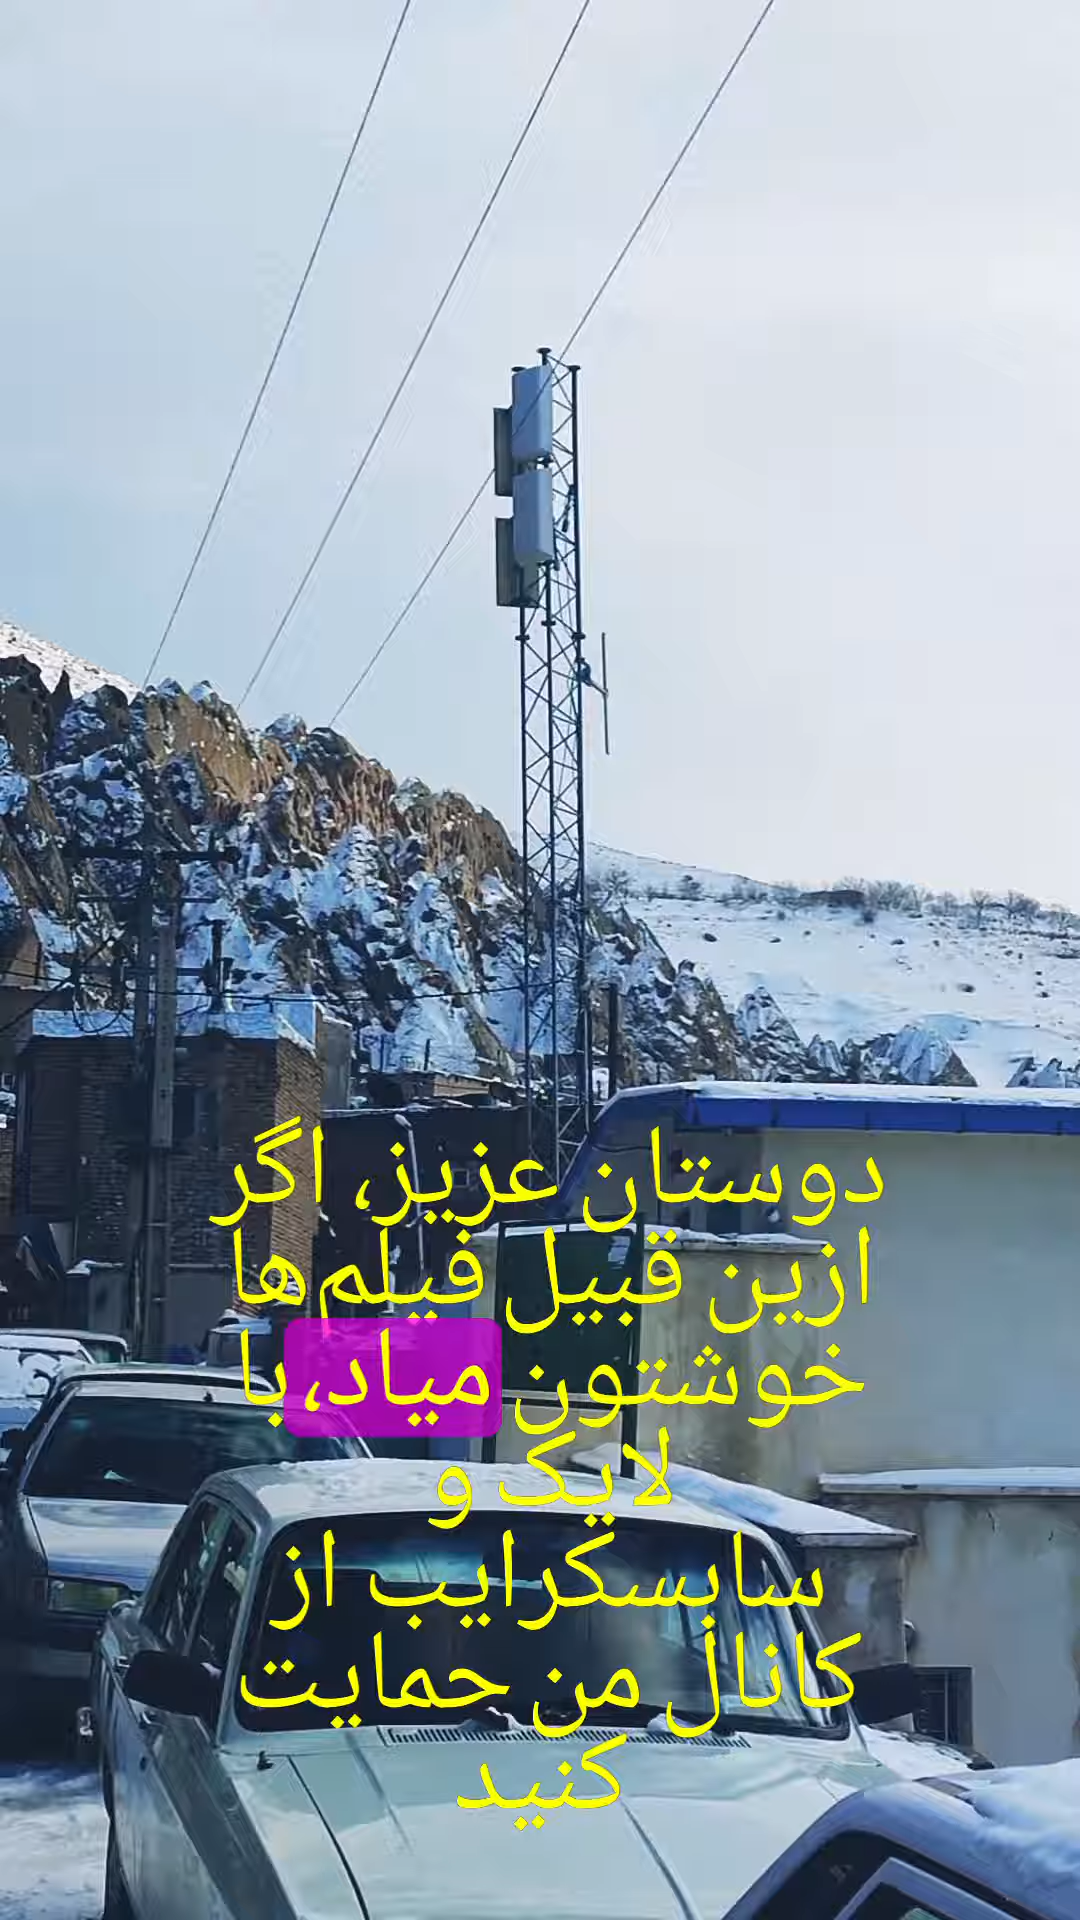 دوستان عزیز، اگر
ازین قبیل فیلم‌ها
خوشتون میاد،با
لایک و
سابسکرایب از
کانال من حمایت
کنید